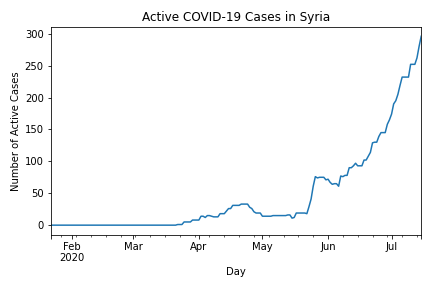 Active COVID-19 Cases in Syria
Number of Active Cases
300
250
200
150
100
50
0
Feb Mar Apr May Jun Jul
2020
Day